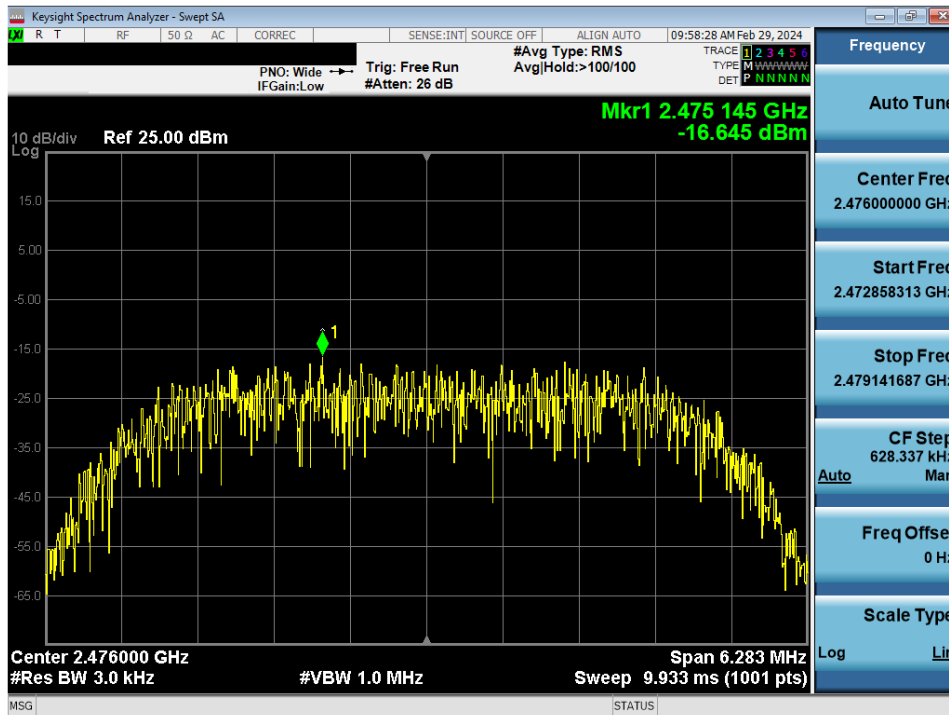 Keysight Spectrum Analyzer - Swept SA
LXI R T RF 50 Ω AC CORREC SENSE:INT SOURCE OFF ALIGN AUTO 09:58:28 AM Feb 29, 2024
PNO: Wide
IFGain:Low
Trig: Free Run
#Atten: 26 dB
#Avg Type: RMS
Avg|Hold:>100/100
TRACE 1 2 3 4 5 6
TYPE M WWWWW
DET P N N N N N
Mkr1 2.475 145 GHz
-16.645 dBm
10 dB/div Ref 25.00 dBm
Log
15.0
5.00
-5.00
-15.0
-25.0
-35.0
-45.0
-55.0
-65.0
1
Center 2.476000 GHz Span 6.283 MHz
#Res BW 3.0 kHz #VBW 1.0 MHz Sweep 9.933 ms (1001 pts)
MSG STATUS
Frequency
Auto Tune
Center Freq
2.476000000 GHz
Start Freq
2.472858313 GHz
Stop Freq
2.479141687 GHz
CF Step
628.337 kHz
Auto Man
Freq Offset
0 Hz
Scale Type
Log Lin